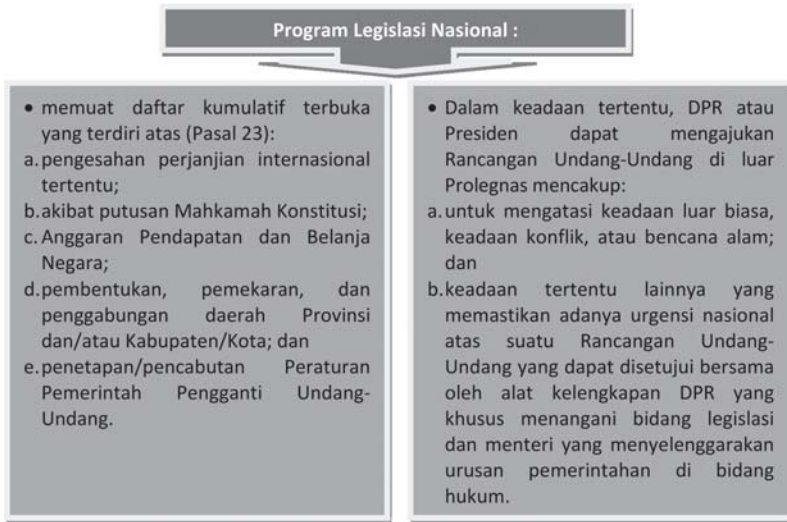 Program Legislasi Nasional :
• memuat daftar kumulatif terbuka
yang terdiri atas (Pasal 23):
a. pengesahan perjanjian internasional
tertentu;
b. akibat putusan Mahkamah Konstitusi;
c. Anggaran Pendapatan dan Belanja
Negara;
d. pembentukan, pemekaran, dan
penggabungan daerah Provinsi
dan/atau Kabupaten/Kota; dan
e. penetapan/pencabutan Peraturan
Pemerintah Pengganti Undang-
Undang.
• Dalam keadaan tertentu, DPR atau
Presiden dapat mengajukan
Rancangan Undang-Undang di luar
Prolegnas mencakup:
a. untuk mengatasi keadaan luar biasa,
keadaan konflik, atau bencana alam;
dan
b. keadaan tertentu lainnya yang
memastikan adanya urgensi nasional
atas suatu Rancangan Undang-
Undang yang dapat disetujui bersama
oleh alat kelengkapan DPR yang
khusus menangani bidang legislasi
dan menteri yang menyelenggarakan
urusan pemerintahan di bidang
hukum.